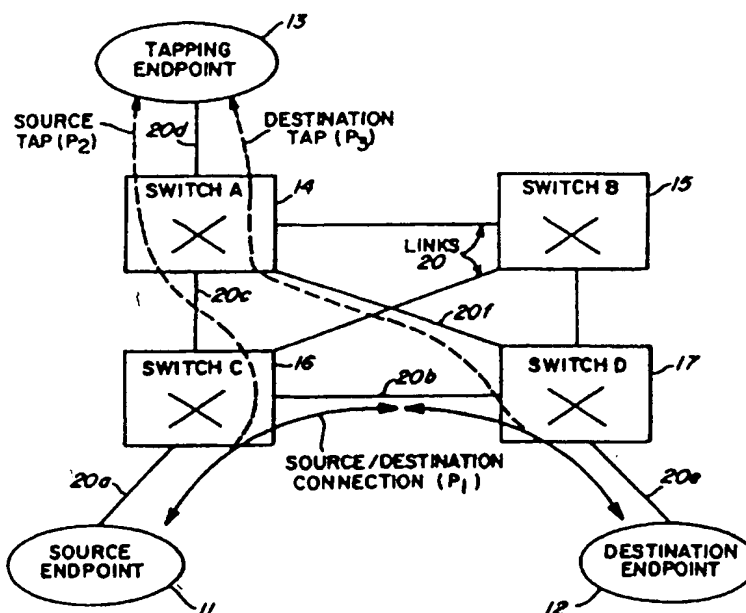 13
TAPPING
ENDPOINT
SOURCE
TAP (P2)
20d
DESTINATION
TAP (P3)
SWITCH A
14
SWITCH B
15
LINKS
20
20c
20f
SWITCH C
16
20b
SWITCH D
17
SOURCE/DESTINATION
CONNECTION (P1)
20a
20e
SOURCE
ENDPOINT
11
DESTINATION
ENDPOINT
12